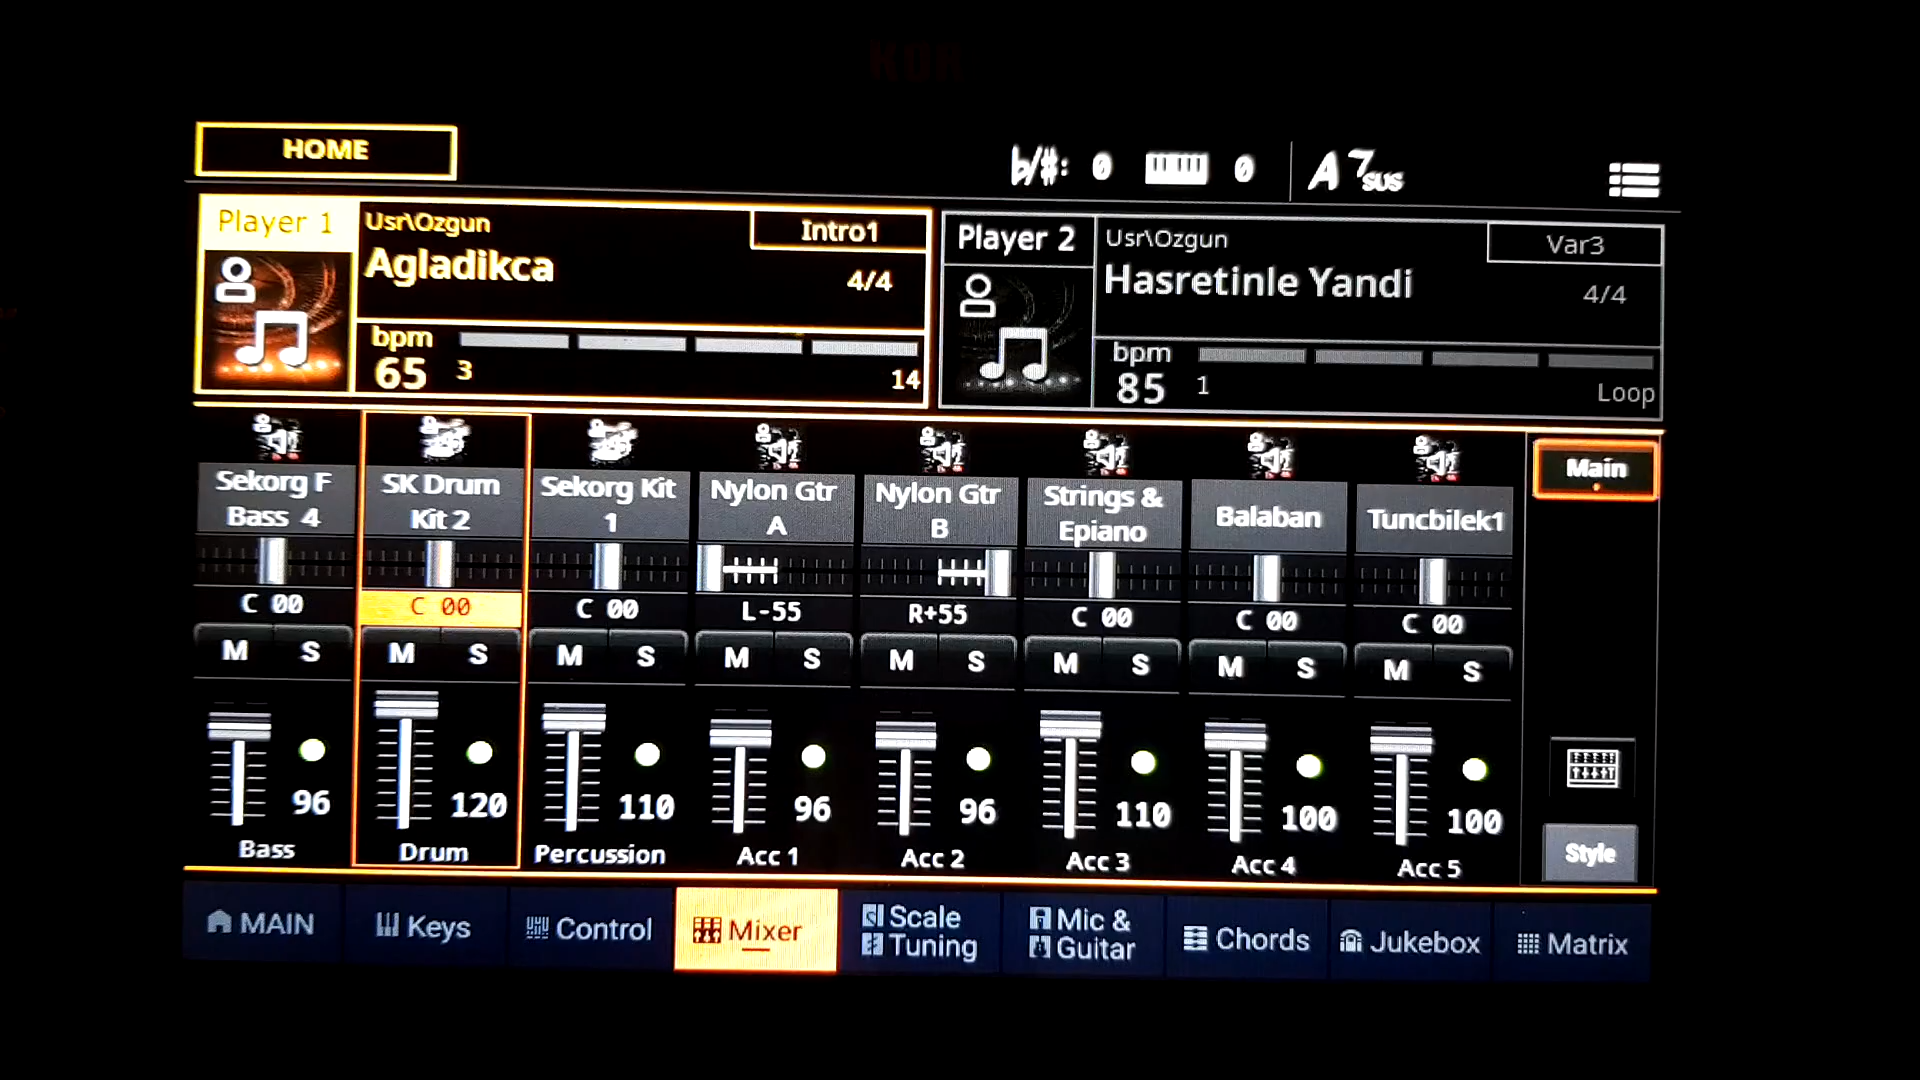 KOR
HOME
b/#: 0 0 A 7sus
Player 1
Usr\Ozgun
Intro1
Agladikca
4/4
bpm
65
3
14
Player 2
Usr\Ozgun
Var3
Hasretinle Yandi
4/4
bpm
85
1
Loop
Sekorg F
Bass 4
SK Drum
Kit 2
Sekorg Kit
1
Nylon Gtr
A
Nylon Gtr
B
Strings &
Epiano
Balaban
Tuncbilek1
Main
C 00
C 00
C 00
L-55
R+55
C 00
C 00
C 00
M S
M S
M S
M S
M S
M S
M S
M S
96
120
110
96
96
110
100
100
Bass
Drum
Percussion
Acc 1
Acc 2
Acc 3
Acc 4
Acc 5
Style
MAIN
Keys
Control
Mixer
Scale
Tuning
Mic &
Guitar
Chords
Jukebox
Matrix